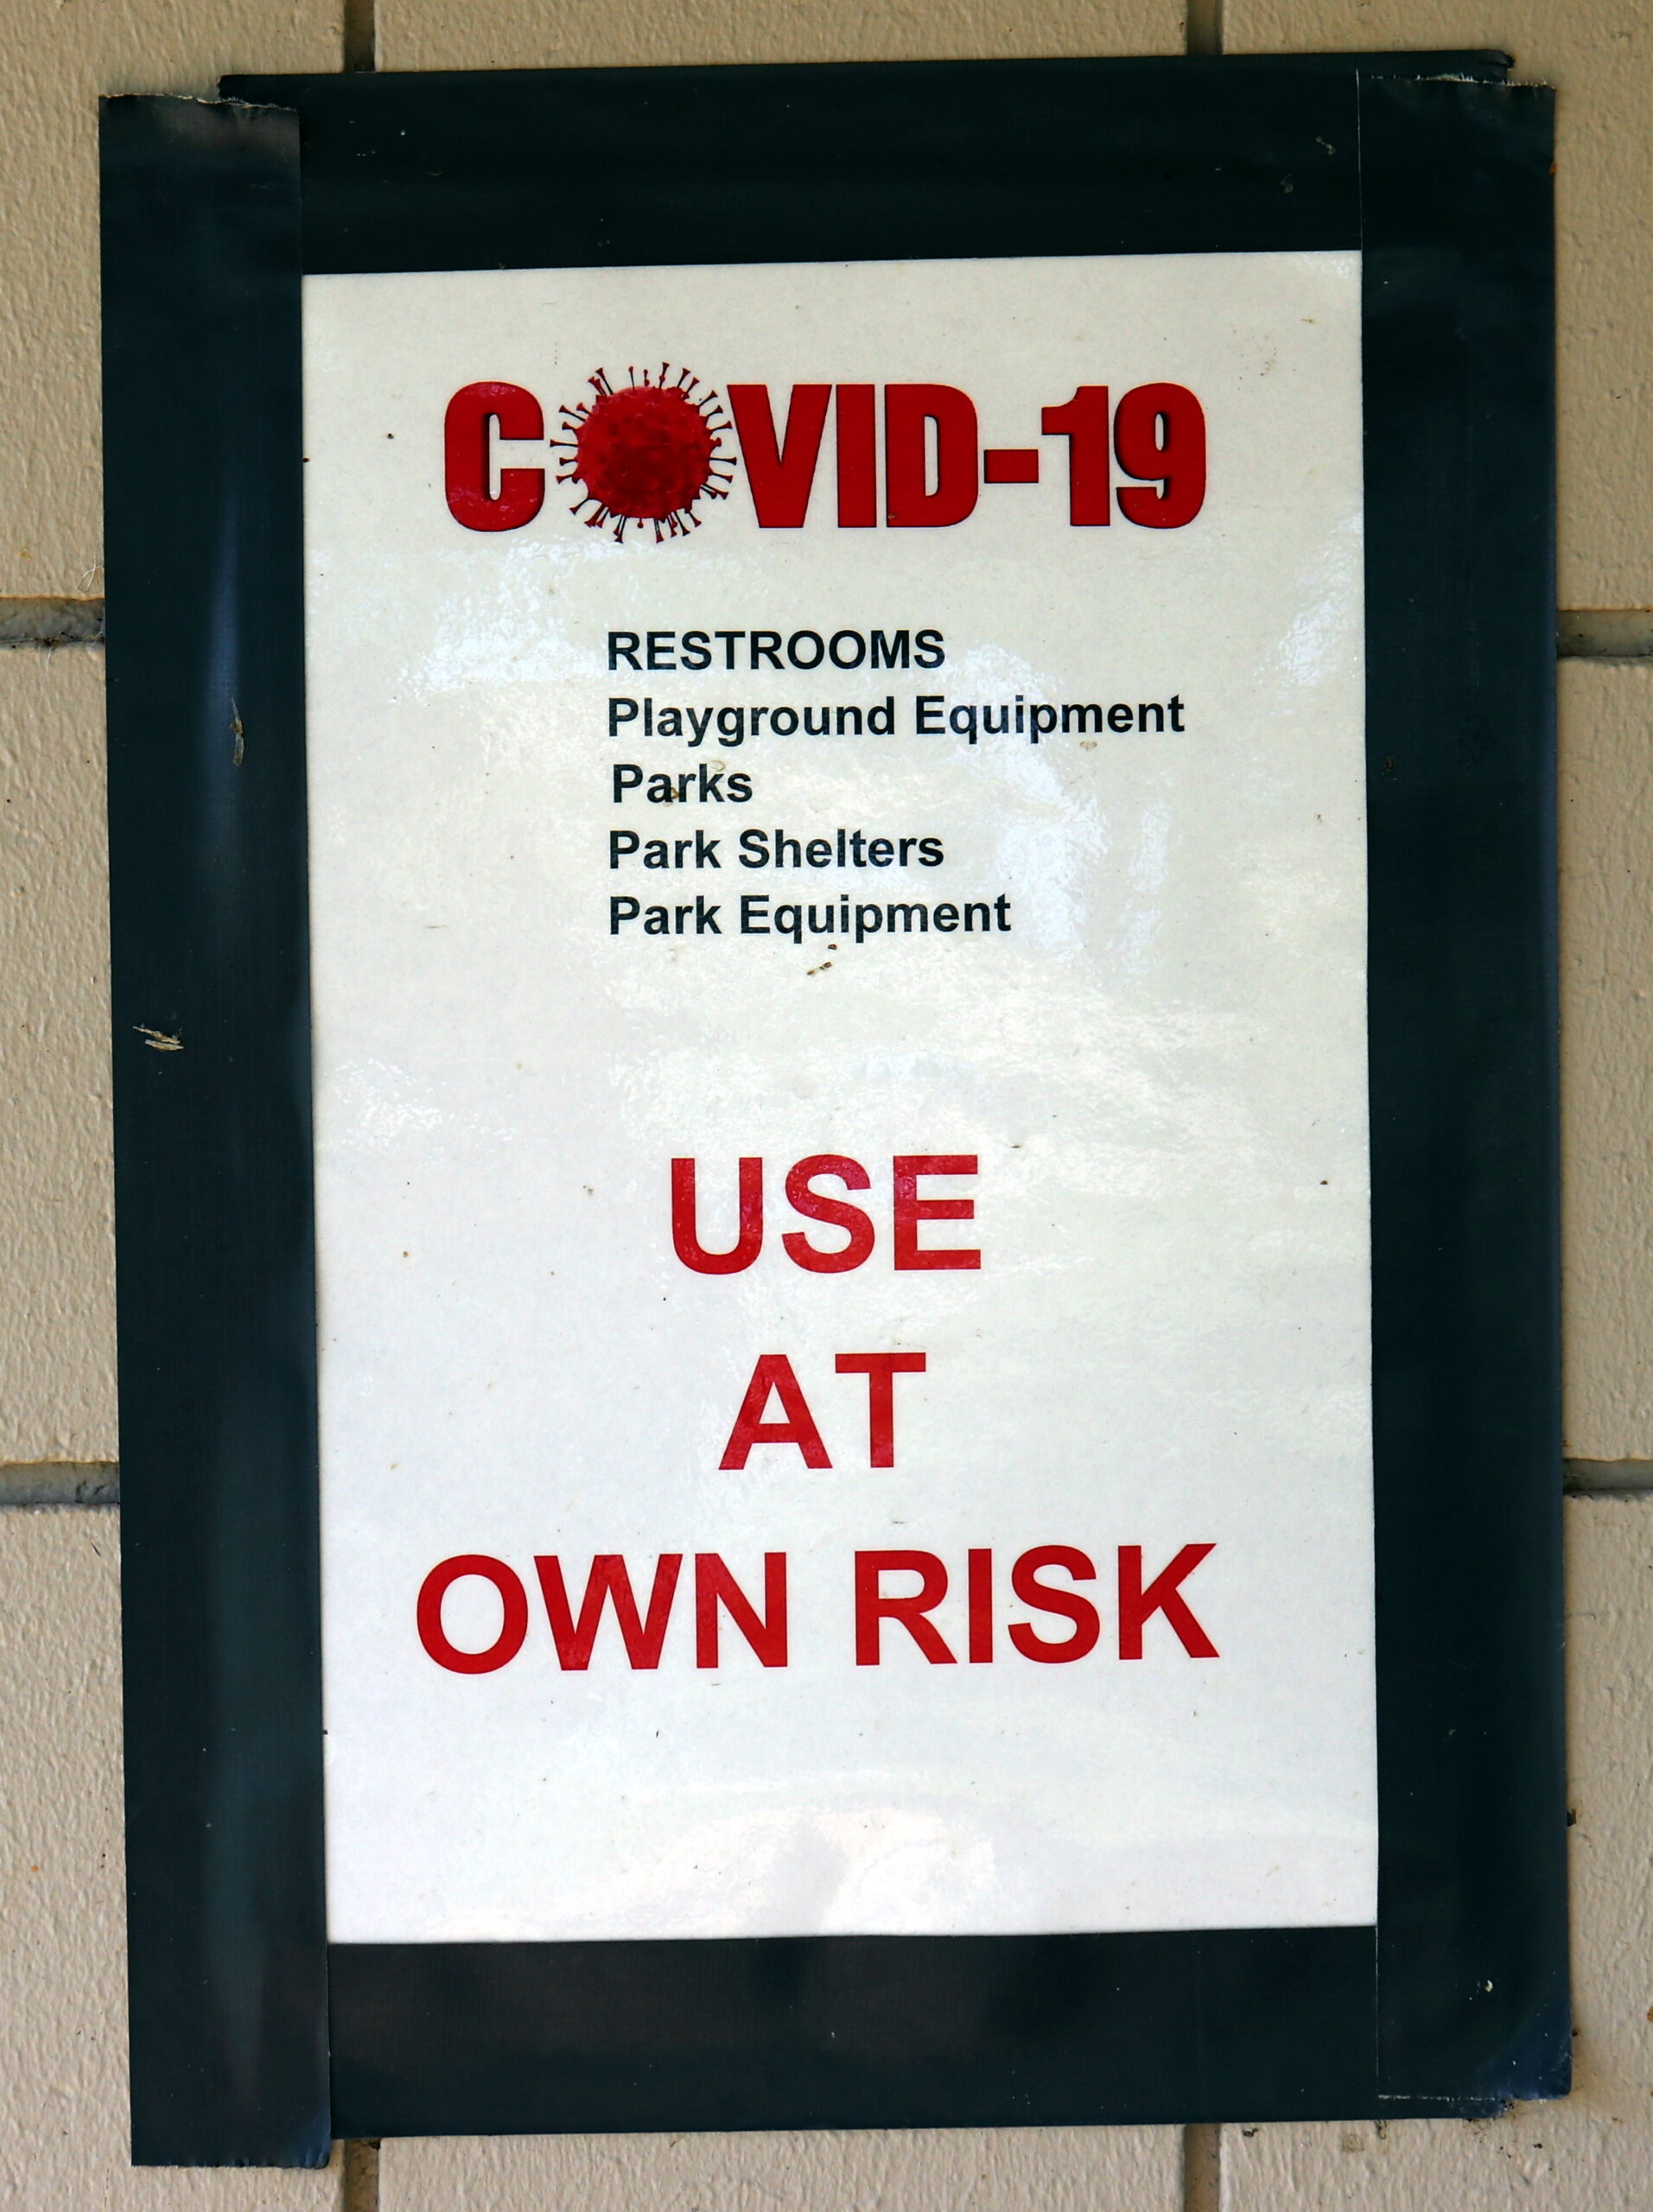 COVID-19
RESTROOMS
Playground Equipment
Parks
Park Shelters
Park Equipment
USE
AT
OWN RISK